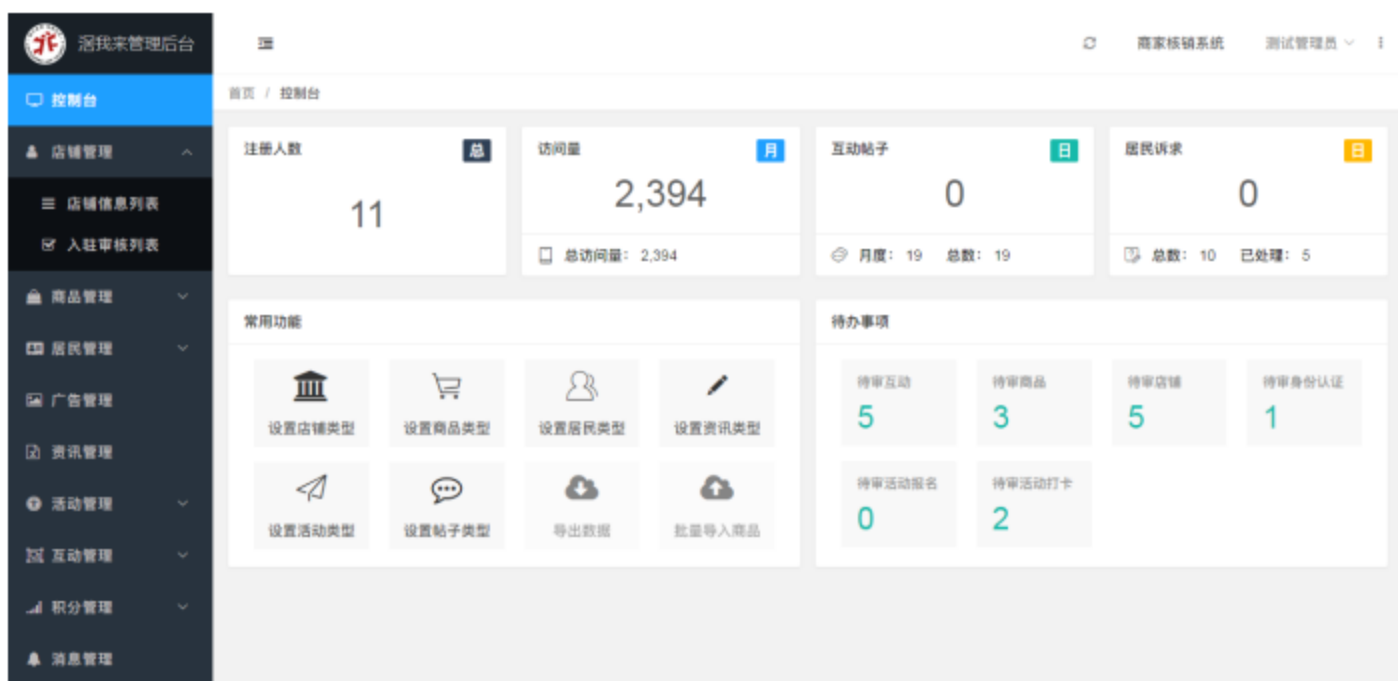 我来管理后台
商家核销系统 测试管理员
控制台
首页 / 控制台
店铺管理
店铺信息列表
入驻审核列表
商品管理
居民管理
广告管理
资讯管理
活动管理
互动管理
积分管理
消息管理
注册人数 总
11
访问量 月
2,394
总访问量: 2,394
互动帖子 日
0
月度: 19 总数: 19
居民诉求 日
0
总数: 10 已处理: 5
常用功能
设置店铺类型 设置商品类型 设置居民类型 设置资讯类型
设置活动类型 设置帖子类型 导出数据 批量导入商品
待办事项
待审互动 待审商品 待审店铺 待审身份认证
5 3 5 1
待审活动报名 待审活动打卡
0 2